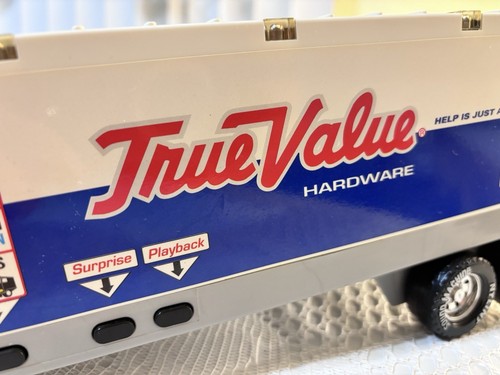 True Value®
HARDWARE
HELP IS JUST
Surprise
Playback